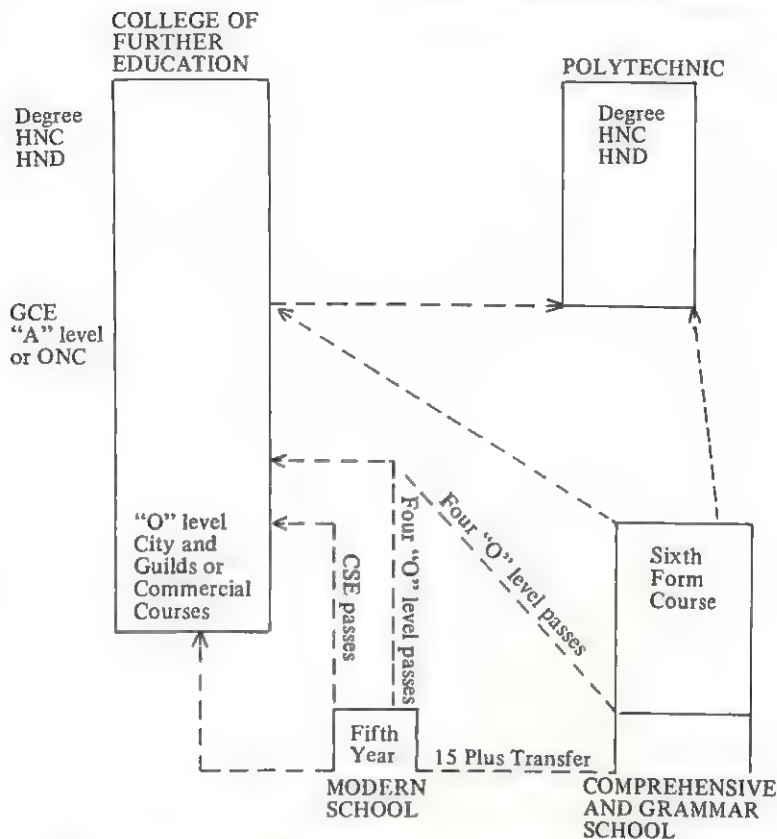 COLLEGE OF
FURTHER
EDUCATION
POLYTECHNIC
Degree
HNC
HND
Degree
HNC
HND
GCE
“A” level
or ONC
“O” level
City and
Guilds or
Commercial
Courses
CSE passes
Four “O” level passes
Four “O” level passes
Sixth
Form
Course
Fifth
Year
15 Plus Transfer
MODERN
SCHOOL
COMPREHENSIVE
AND GRAMMAR
SCHOOL